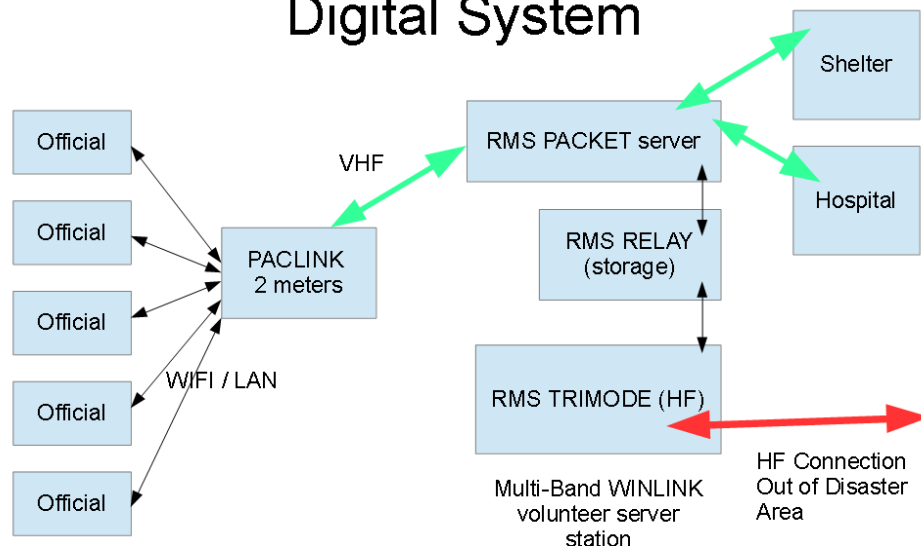 Digital System
Official
Official
Official
Official
Official
WIFI / LAN
PACLINK
2 meters
VHF
RMS PACKET server
RMS RELAY
(storage)
RMS TRIMODE (HF)
Multi-Band WINLINK
volunteer server
station
Shelter
Hospital
HF Connection
Out of Disaster
Area